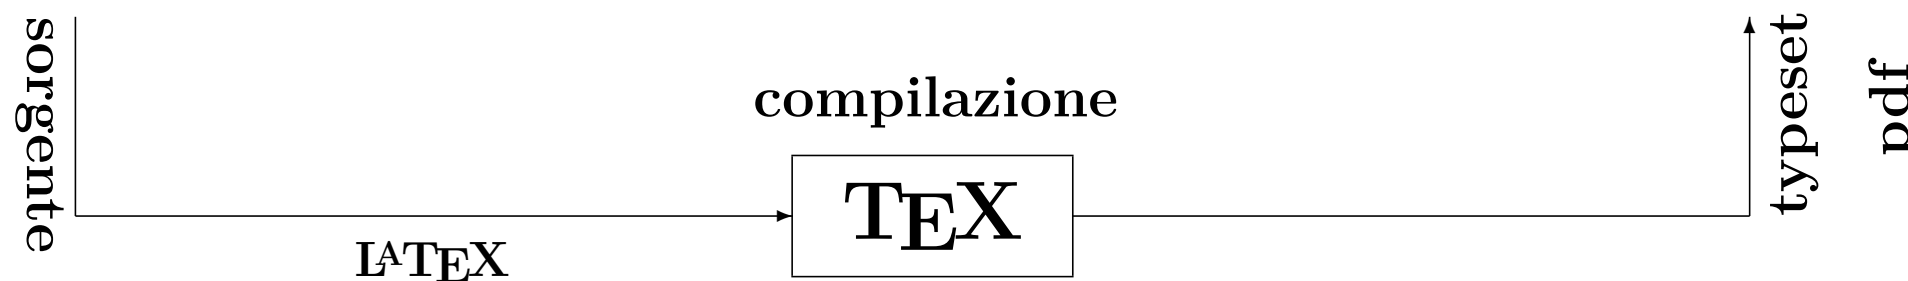 sorgente
compilazione
TEX
LATEX
typeset
pdf